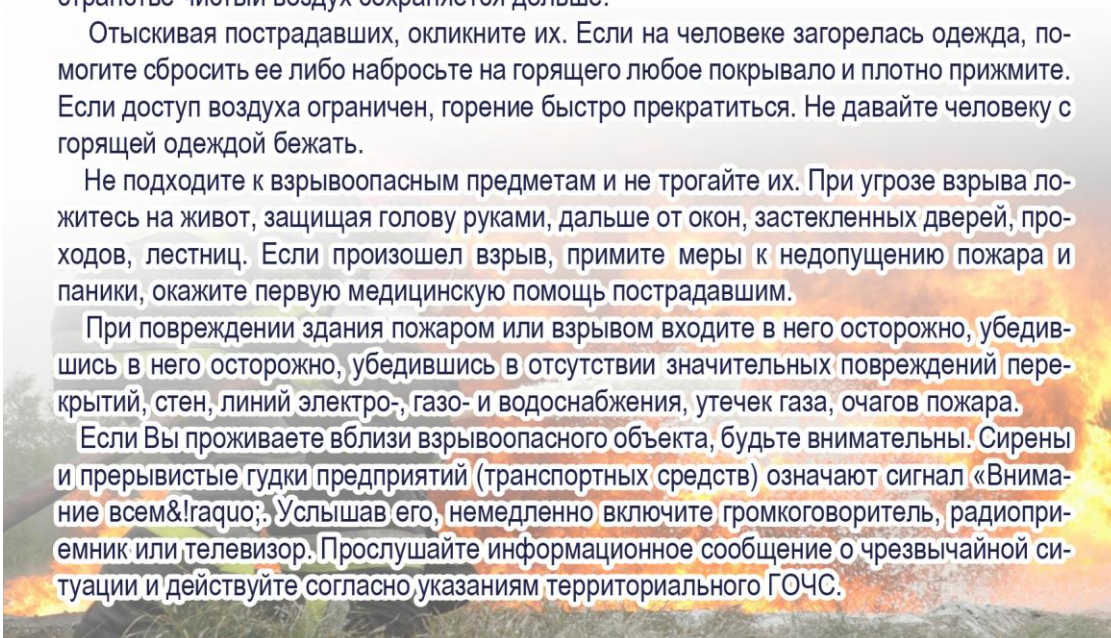 странстве чистый воздух сохраняется дольше.
Отыскивая пострадавших, окликните их. Если на человеке загорелась одежда, по-
могите сбросить ее либо набросьте на горящего любое покрывало и плотно прижмите.
Если доступ воздуха ограничен, горение быстро прекратиться. Не давайте человеку с
горящей одеждой бежать.
Не подходите к взрывоопасным предметам и не трогайте их. При угрозе взрыва ло-
житесь на живот, защищая голову руками, дальше от окон, застекленных дверей, про-
ходов, лестниц. Если произошел взрыв, примите меры к недопущению пожара и
паники, окажите первую медицинскую помощь пострадавшим.
При повреждении здания пожаром или взрывом входите в него осторожно, убедив-
шись в него осторожно, убедившись в отсутствии значительных повреждений пере-
крытий, стен, линий электро-, газо- и водоснабжения, утечек газа, очагов пожара.
Если Вы проживаете вблизи взрывоопасного объекта, будьте внимательны. Сирены
и прерывистые гудки предприятий (транспортных средств) означают сигнал «Внима-
ние всем&!raquo;. Услышав его, немедленно включите громкоговоритель, радиопри-
емник или телевизор. Прослушайте информационное сообщение о чрезвычайной си-
туации и действуйте согласно указаниям территориального ГОЧС.